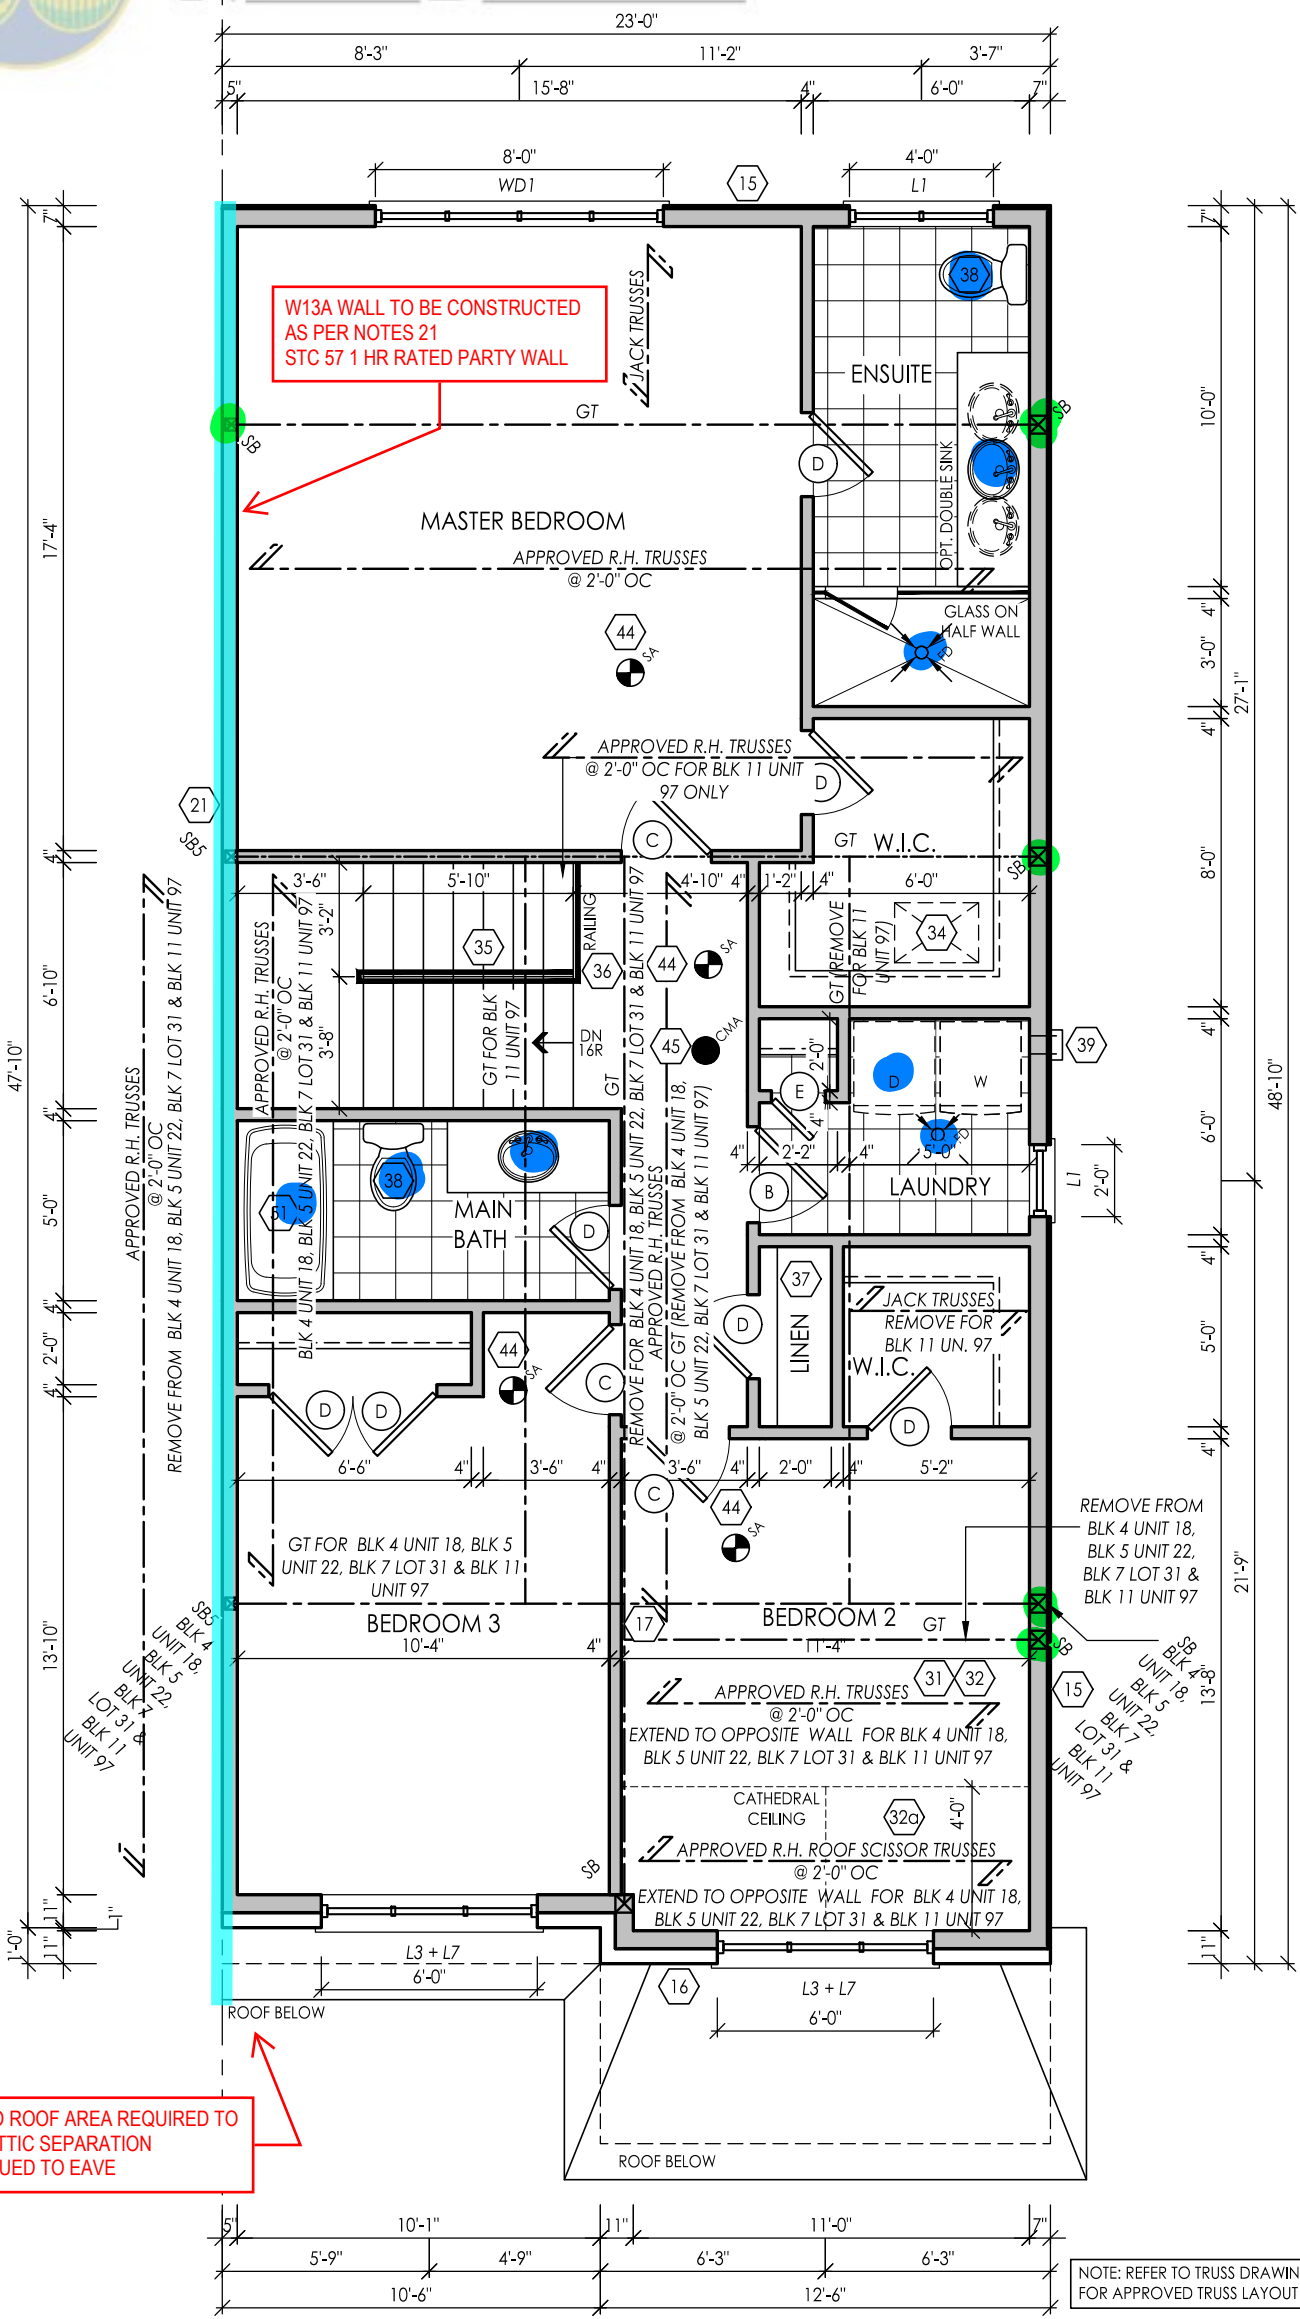 23'-0"
8'-3"
11'-2"
3'-7"
5"
15'-8"
4"
6'-0"
7"
8'-0"
WD1
15
4'-0"
L1
7"
7"
JACK TRUSSES
38
W13A WALL TO BE CONSTRUCTED
AS PER NOTES 21
STC 57 1 HR RATED PARTY WALL
ENSUITE
GT
SB
SB
10'-0"
D
OPT. DOUBLE SINK
17'-4"
MASTER BEDROOM
APPROVED R.H. TRUSSES
@ 2'-0" OC
GLASS ON
HALF WALL
4"
44
SA
FD
3'-0"
27'-1"
4"
APPROVED R.H. TRUSSES
@ 2'-0" OC FOR BLK 11 UNIT
97 ONLY
D
21
SB5
C
GT
W.I.C.
SB
4"
3'-6"
5'-10"
4'-10"
4"
1'-2"
4"
6'-0"
8'-0"
3'-2"
RAILING
35
36
44
SA
34
GT (REMOVE
FOR BLK 11
UNIT 97)
6'-10"
47'-10"
APPROVED R.H. TRUSSES
@ 2'-0" OC
BLK 4 UNIT 18, BLK 5 UNIT 22, BLK 7 LOT 31 & BLK 11 UNIT 97
3'-8"
GT FOR BLK
11 UNIT 97
DN
16R
GT
45
CMA
2'-0"
E
4"
D
W
39
4"
48'-10"
APPROVED R.H. TRUSSES
@ 2'-0" OC
REMOVE FROM BLK 4 UNIT 18, BLK 5 UNIT 22, BLK 7 LOT 31 & BLK 11 UNIT 97
REMOVE FOR BLK 4 UNIT 18, BLK 5 UNIT 22, BLK 7 LOT 31 & BLK 11 UNIT 97
APPROVED R.H. TRUSSES
@ 2'-0" OC GT (REMOVE FROM BLK 4 UNIT 18,
BLK 5 UNIT 22, BLK 7 LOT 31 & BLK 11 UNIT 97)
4"
FD
6'-0"
4"
2'-2"
4"
5'-0"
51
38
MAIN
BATH
D
B
LAUNDRY
L1
2'-0"
5'-0"
4"
37
LINEN
D
JACK TRUSSES
REMOVE FOR
BLK 11 UN. 97
W.I.C.
4"
2'-0"
4"
44
SA
C
D
D
D
5'-0"
4"
6'-6"
4"
3'-6"
4"
3'-6"
4"
2'-0"
4"
5'-2"
C
44
SA
REMOVE FROM
BLK 4 UNIT 18,
BLK 5 UNIT 22,
BLK 7 LOT 31 &
BLK 11 UNIT 97
GT FOR BLK 4 UNIT 18, BLK 5
UNIT 22, BLK 7 LOT 31 & BLK 11
UNIT 97
21'-9"
SB5
BLK 4
UNIT 18,
BLK 5
UNIT 22,
BLK 7
LOT 31 &
BLK 11
UNIT 97
BEDROOM 3
10'-4"
4"
17
BEDROOM 2
11'-4"
GT
SB
SB
BLK 4
UNIT 18,
BLK 5
UNIT 22,
BLK 7
LOT 31 &
BLK 11
UNIT 97
13'-10"
13'-8"
31
32
15
APPROVED R.H. TRUSSES
@ 2'-0" OC
EXTEND TO OPPOSITE WALL FOR BLK 4 UNIT 18,
BLK 5 UNIT 22, BLK 7 LOT 31 & BLK 11 UNIT 97
CATHEDRAL
CEILING
32a
4'-0"
SB
APPROVED R.H. ROOF SCISSOR TRUSSES
@ 2'-0" OC
EXTEND TO OPPOSITE WALL FOR BLK 4 UNIT 18,
BLK 5 UNIT 22, BLK 7 LOT 31 & BLK 11 UNIT 97
11"
1"
1'-0"
11"
11"
L3 + L7
6'-0"
16
L3 + L7
6'-0"
ROOF BELOW
ROOF AREA REQUIRED TO
SEPARATION
TO EAVE
ROOF BELOW
5"
10'-1"
11"
11'-0"
7"
5'-9"
4'-9"
6'-3"
6'-3"
10'-6"
12'-6"
NOTE: REFER TO TRUSS
FOR APPROVED TRUSS LAYOUT